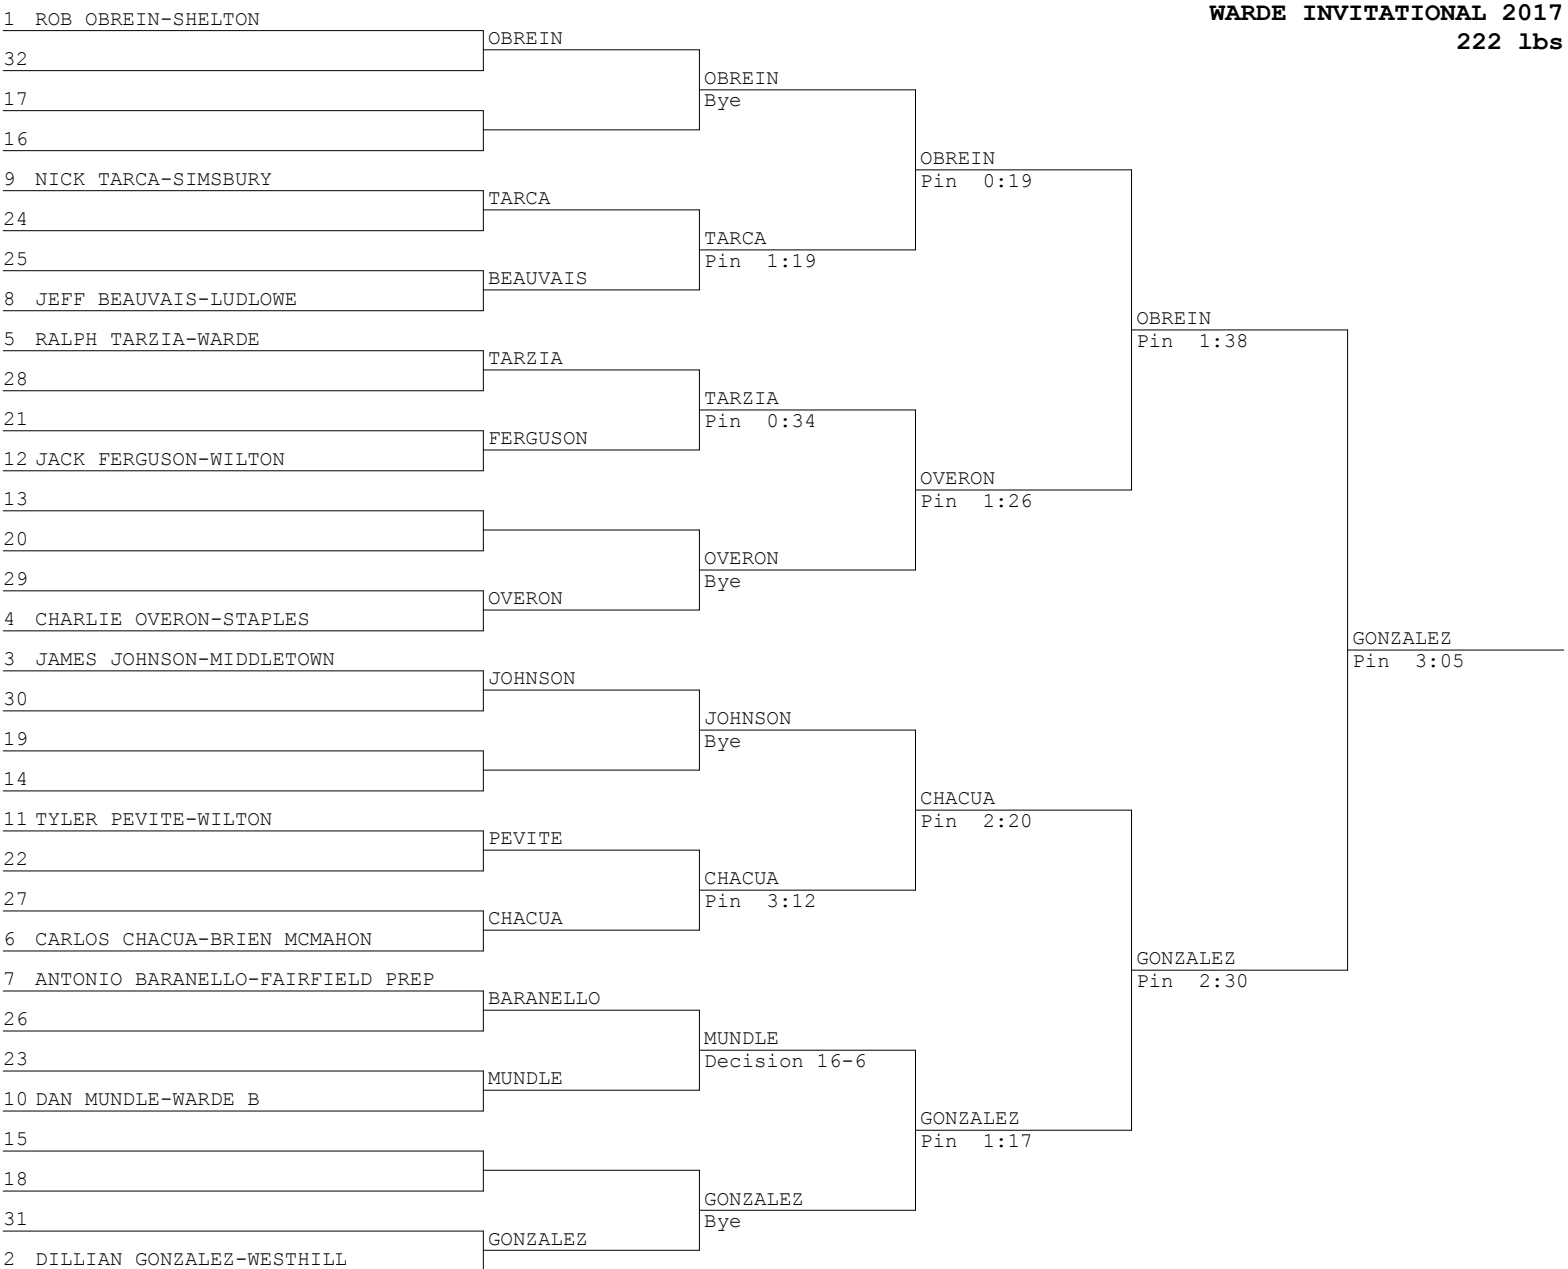 WARDE INVITATIONAL 2017
222 lbs
1 ROB OBREIN-SHELTON
32
17
16
9 NICK TARCA-SIMSBURY
24
25
8 JEFF BEAUVAIS-LUDLOWE
5 RALPH TARZIA-WARDE
28
21
12 JACK FERGUSON-WILTON
13
20
29
4 CHARLIE OVERON-STAPLES
3 JAMES JOHNSON-MIDDLETOWN
30
19
14
11 TYLER PEVITE-WILTON
22
27
6 CARLOS CHACUA-BRIEN MCMAHON
7 ANTONIO BARANELLO-FAIRFIELD PREP
26
23
10 DAN MUNDLE-WARDE B
15
18
31
2 DILLIAN GONZALEZ-WESTHILL
OBREIN
TARCA
BEAUVAIS
TARZIA
FERGUSON
OVERON
JOHNSON
PEVITE
CHACUA
BARANELLO
MUNDLE
GONZALEZ
OBREIN
Bye
TARCA
Pin 1:19
TARZIA
Pin 0:34
OVERON
Bye
JOHNSON
Bye
CHACUA
Pin 3:12
MUNDLE
Decision 16-6
GONZALEZ
Bye
OBREIN
Pin 0:19
OVERON
Pin 1:26
CHACUA
Pin 2:20
GONZALEZ
Pin 1:17
OBREIN
Pin 1:38
GONZALEZ
Pin 2:30
GONZALEZ
Pin 3:05